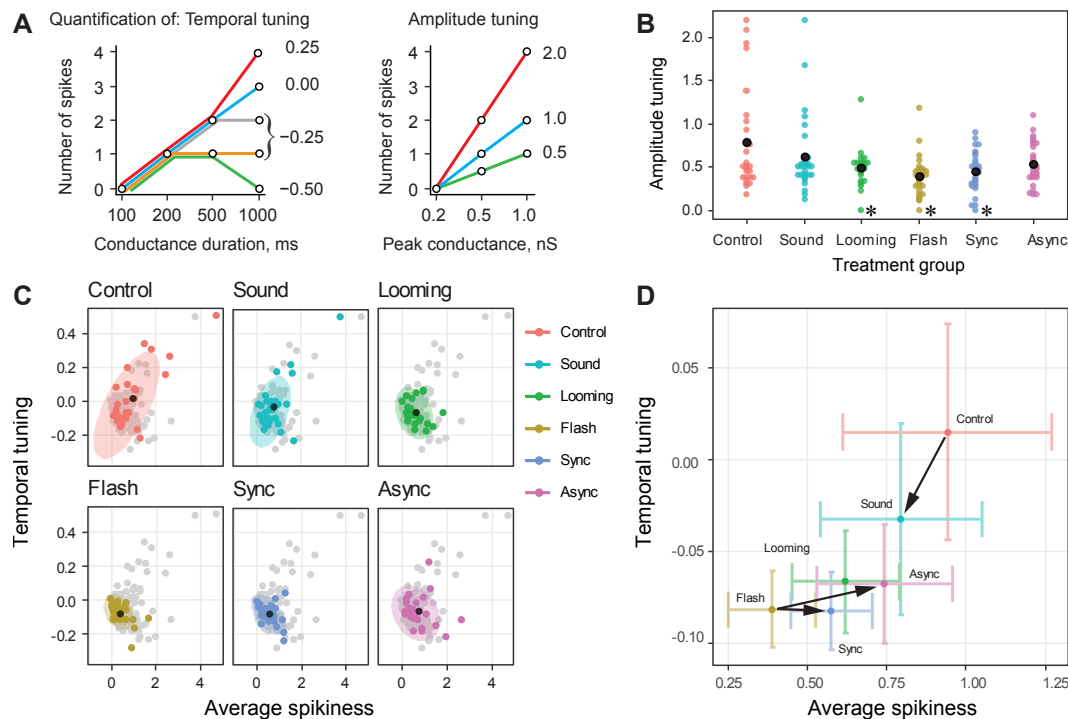 A
Quantification of: Temporal tuning
Number of spikes
4
3
2
1
0
100
200
500
1000
Conductance duration, ms
0.25
0.00
−0.25
−0.50
Amplitude tuning
Number of spikes
4
3
2
1
0
0.2
0.5
1.0
Peak conductance, nS
2.0
1.0
0.5
B
Amplitude tuning
2.0
1.5
1.0
0.5
0.0
* * *
Control
Sound
Looming
Flash
Sync
Async
Treatment group
C
Control
Sound
Looming
Temporal tuning
0.4
0.2
0.0
-0.2
Flash
Sync
Async
0.4
0.2
0.0
-0.2
0 2 4
0 2 4
0 2 4
Average spikiness
Control
Sound
Looming
Flash
Sync
Async
D
Temporal tuning
0.05
0.00
-0.05
-0.10
Control
Sound
Looming
Async
Flash
Sync
0.25
0.50
0.75
1.00
1.25
Average spikiness